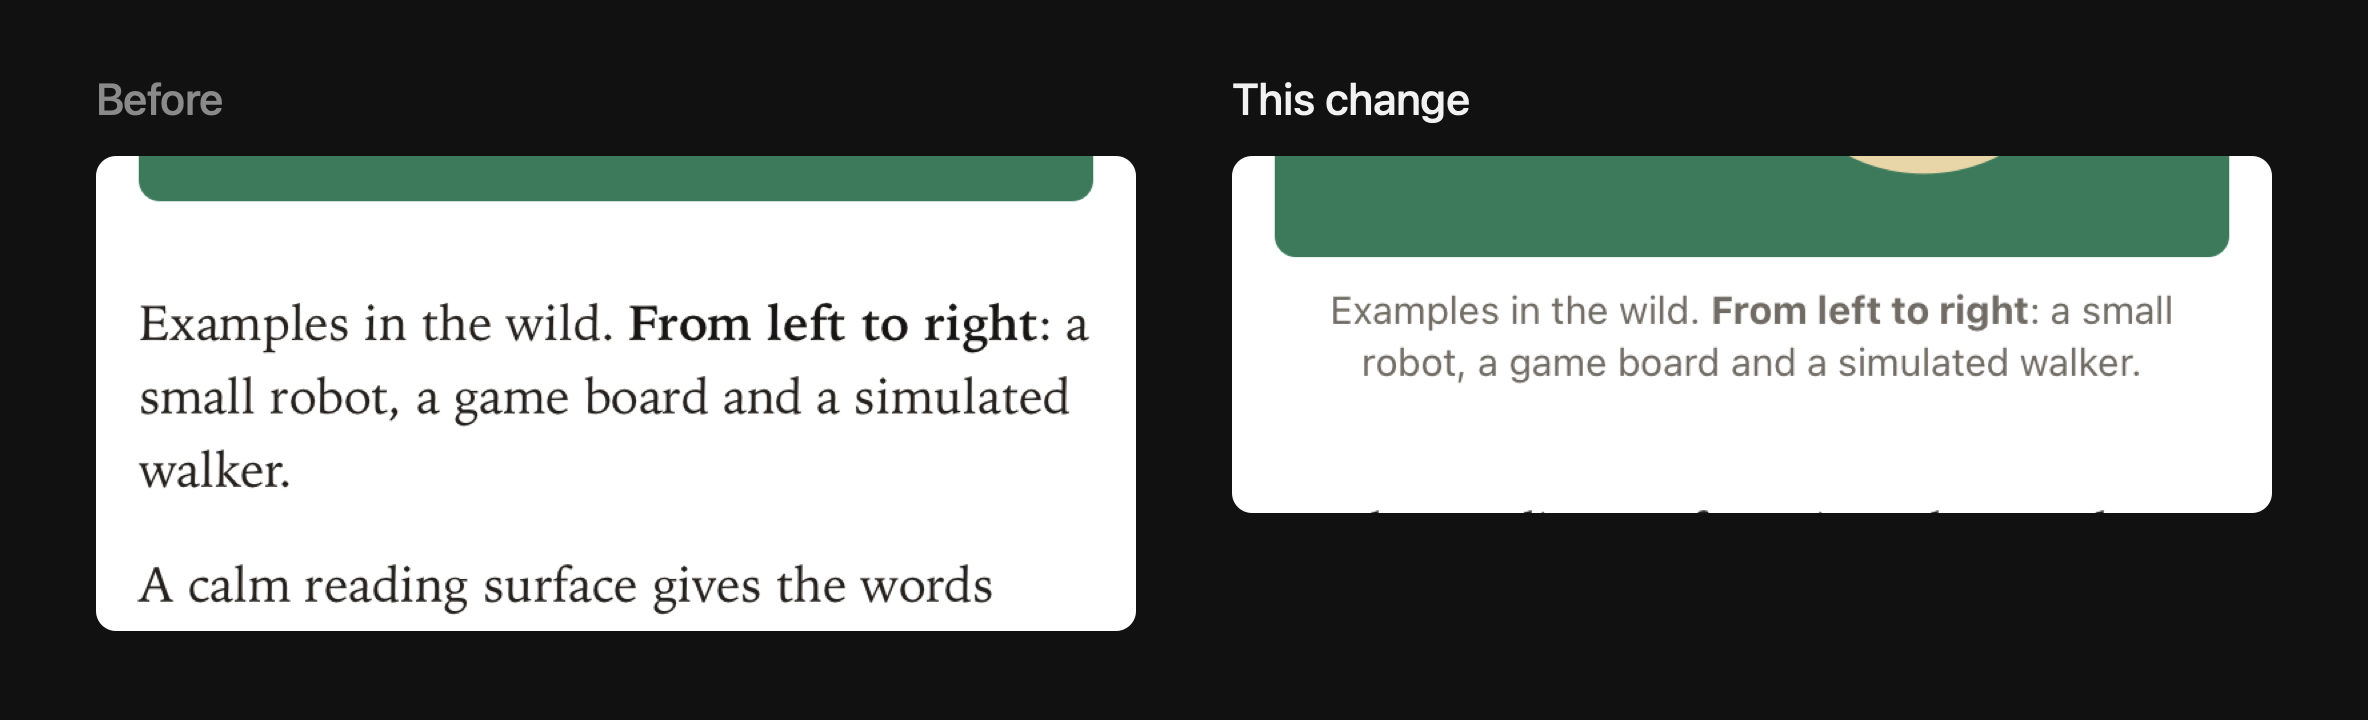 Before
Examples in the wild. From left to right: a
small robot, a game board and a simulated
walker.
A calm reading surface gives the words
This change
Examples in the wild. From left to right: a small
robot, a game board and a simulated walker.